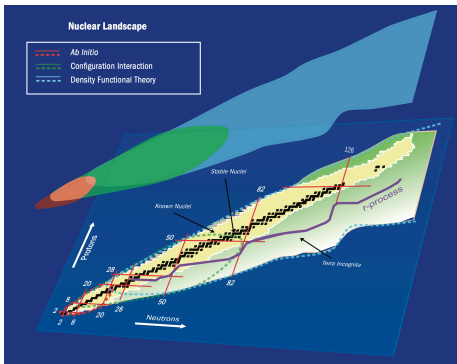 Nuclear Landscape
Ab Initio
Configuration Interaction
Density Functional Theory
126
Stable Nuclei
82
r-process
Known Nuclei
50
Protons
28
Terra Incognita
20
82
50
8
28
2
20
2 8
Neutrons